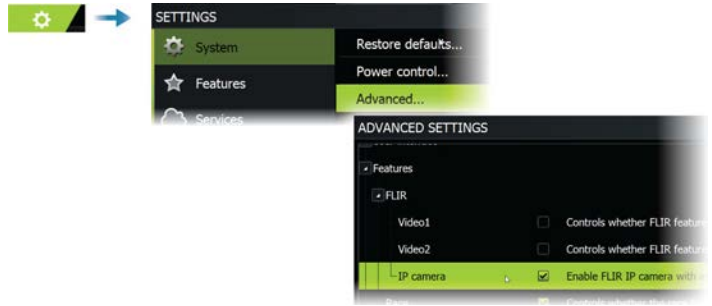 SETTINGS
System
Features
Services
Restore defaults...
Power control...
Advanced...
ADVANCED SETTINGS
Features
FLIR
Video1
Controls whether FLIR feature
Video2
Controls whether FLIR feature
IP camera
Enable FLIR IP camera with